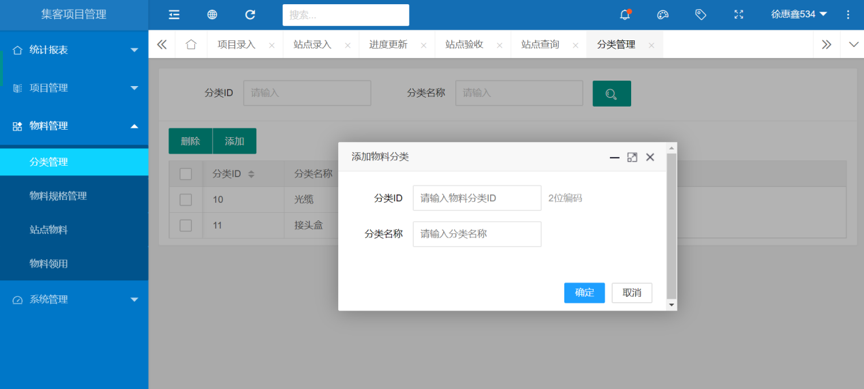 集客项目管理
搜索...
徐惠鑫534
统计报表
项目管理
物料管理
分类管理
物料规格管理
站点物料
物料领用
系统管理
项目录入
站点录入
进度更新
站点验收
站点查询
分类管理
分类ID 请输入 分类名称 请输入
删除 添加
分类ID 分类名称
10 光缆
11 接头盒
添加物料分类
分类ID 请输入物料分类ID 2位编码
分类名称 请输入分类名称
确定 取消